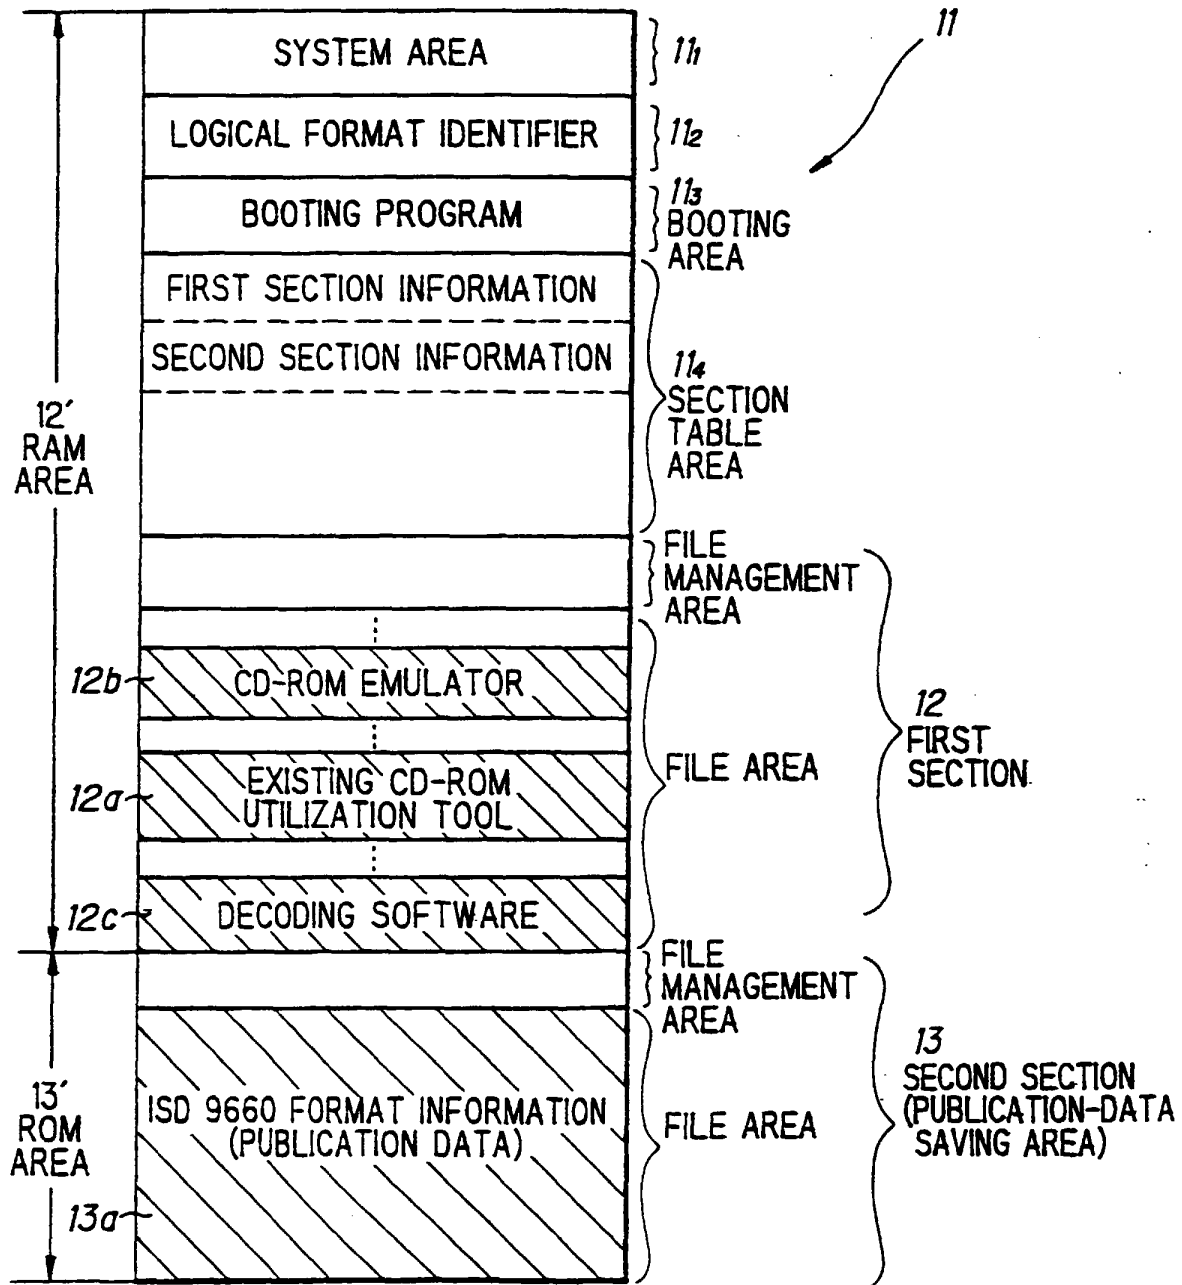 11
SYSTEM AREA
11₁
LOGICAL FORMAT IDENTIFIER
11₂
BOOTING PROGRAM
11₃
BOOTING
AREA
FIRST SECTION INFORMATION
SECOND SECTION INFORMATION
11₄
SECTION
TABLE
AREA
12'
RAM
AREA
FILE
MANAGEMENT
AREA
12b
CD-ROM EMULATOR
12a
EXISTING CD-ROM
UTILIZATION TOOL
FILE AREA
12
FIRST
SECTION
12c
DECODING SOFTWARE
FILE
MANAGEMENT
AREA
13'
ROM
AREA
ISD 9660 FORMAT INFORMATION
(PUBLICATION DATA)
FILE AREA
13
SECOND SECTION
(PUBLICATION-DATA
SAVING AREA)
13a